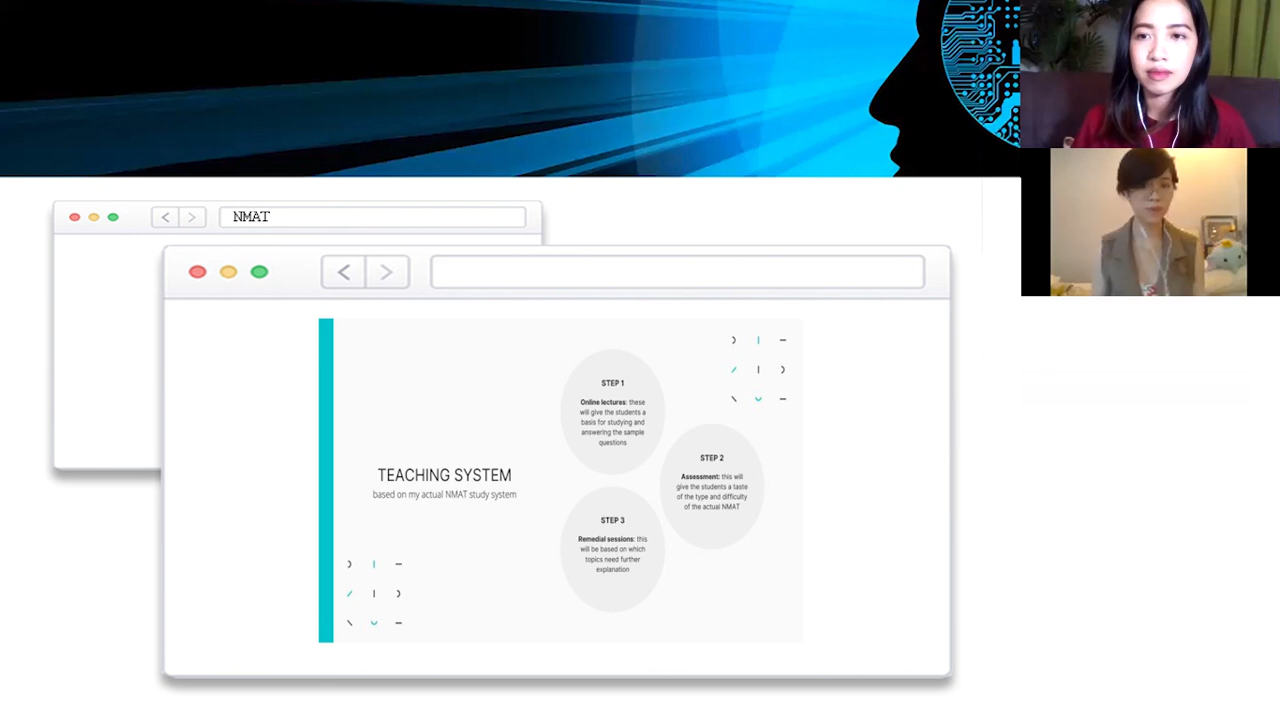 NMAT
TEACHING SYSTEM
based on my actual NMAT study system
STEP 1
Online lectures: these
will give the students a
basis for studying and
answering the sample
questions
STEP 2
Assessment: this will
give the students a taste
of the type and difficulty
of the actual NMAT
STEP 3
Remedial sessions: this
will be based on which
topics need further
explanation